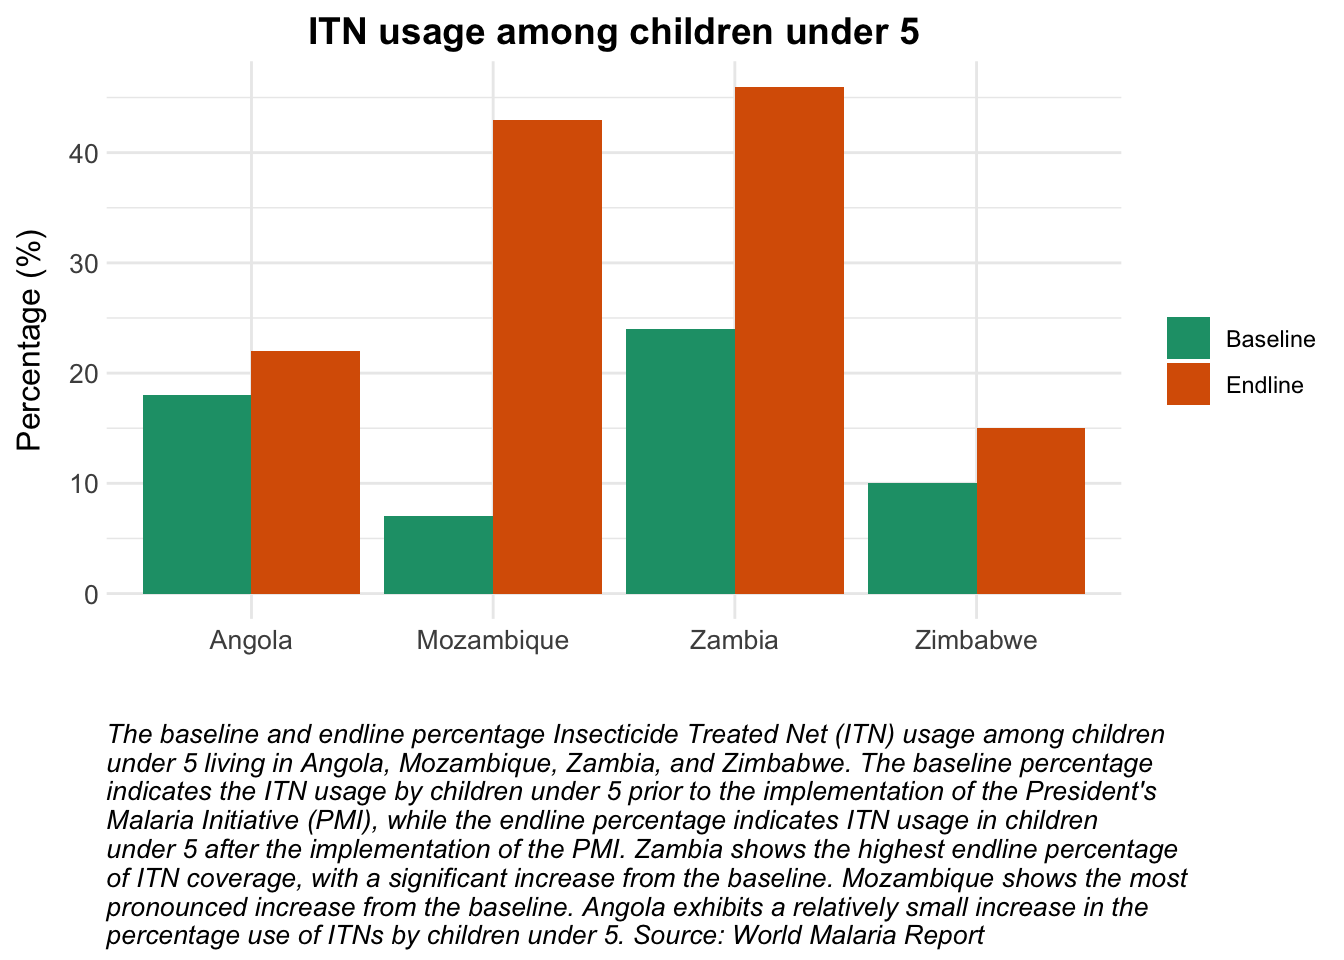 ITN usage among children under 5
Percentage (%)
40
30
20
10
0
Angola
Mozambique
Zambia
Zimbabwe
Baseline
Endline
The baseline and endline percentage Insecticide Treated Net (ITN) usage among children
under 5 living in Angola, Mozambique, Zambia, and Zimbabwe. The baseline percentage
indicates the ITN usage by children under 5 prior to the implementation of the President's
Malaria Initiative (PMI), while the endline percentage indicates ITN usage in children
under 5 after the implementation of the PMI. Zambia shows the highest endline percentage
of ITN coverage, with a significant increase from the baseline. Mozambique shows the most
pronounced increase from the baseline. Angola exhibits a relatively small increase in the
percentage use of ITNs by children under 5. Source: World Malaria Report